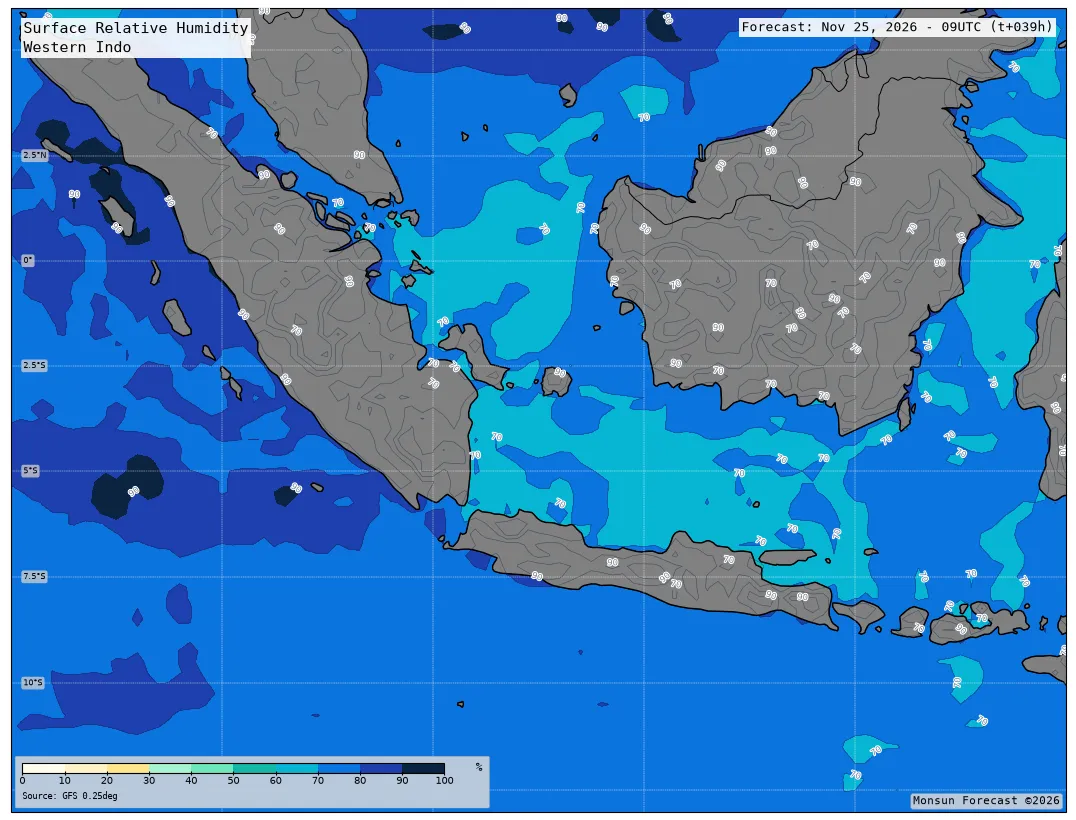 Surface Relative Humidity
Western Indo
Forecast: Nov 25, 2026 - 09UTC (t+039h)
2.5°N
0°
2.5°S
5°S
7.5°S
10°S
%
0 10 20 30 40 50 60 70 80 90 100
Source: GFS 0.25deg
Monsun Forecast ©2026